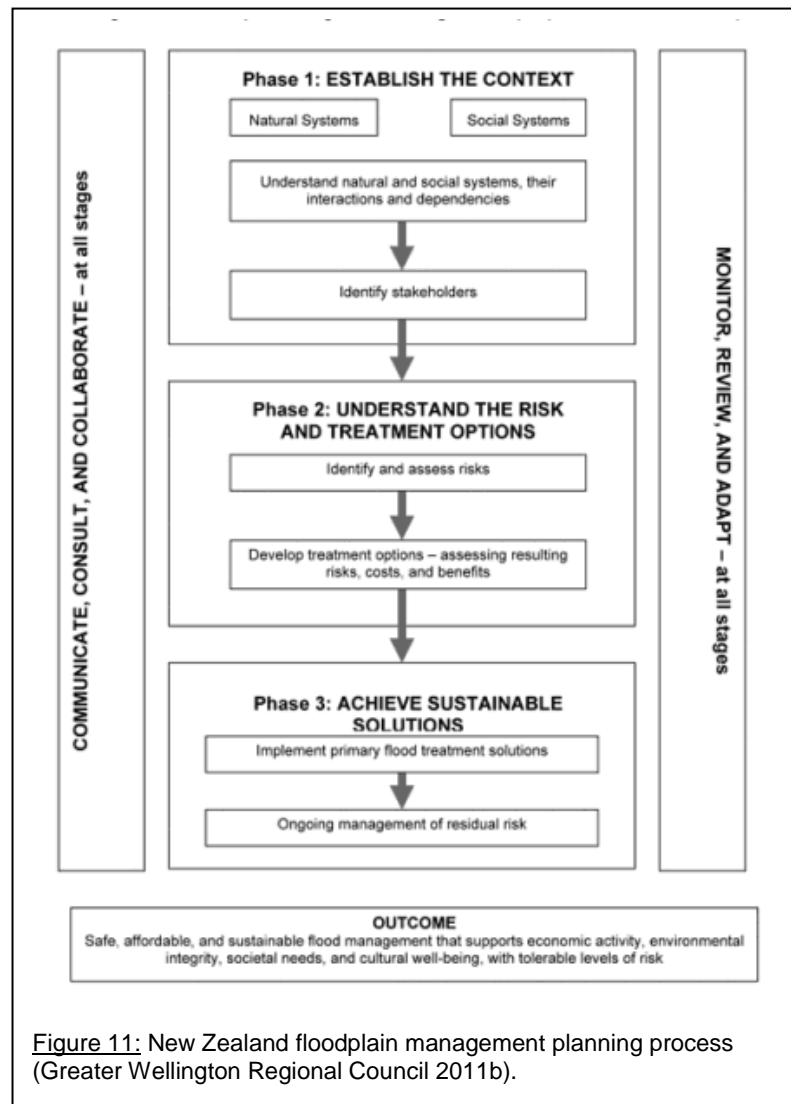 COMMUNICATE, CONSULT, AND COLLABORATE – at all stages
Phase 1: ESTABLISH THE CONTEXT
Natural Systems
Social Systems
Understand natural and social systems, their
interactions and dependencies
Identify stakeholders
Phase 2: UNDERSTAND THE RISK
AND TREATMENT OPTIONS
Identify and assess risks
Develop treatment options – assessing resulting
risks, costs, and benefits
Phase 3: ACHIEVE SUSTAINABLE
SOLUTIONS
Implement primary flood treatment solutions
Ongoing management of residual risk
MONITOR, REVIEW, AND ADAPT – at all stages
OUTCOME
Safe, affordable, and sustainable flood management that supports economic activity, environmental
integrity, societal needs, and cultural well-being, with tolerable levels of risk
Figure 11: New Zealand floodplain management planning process
(Greater Wellington Regional Council 2011b).